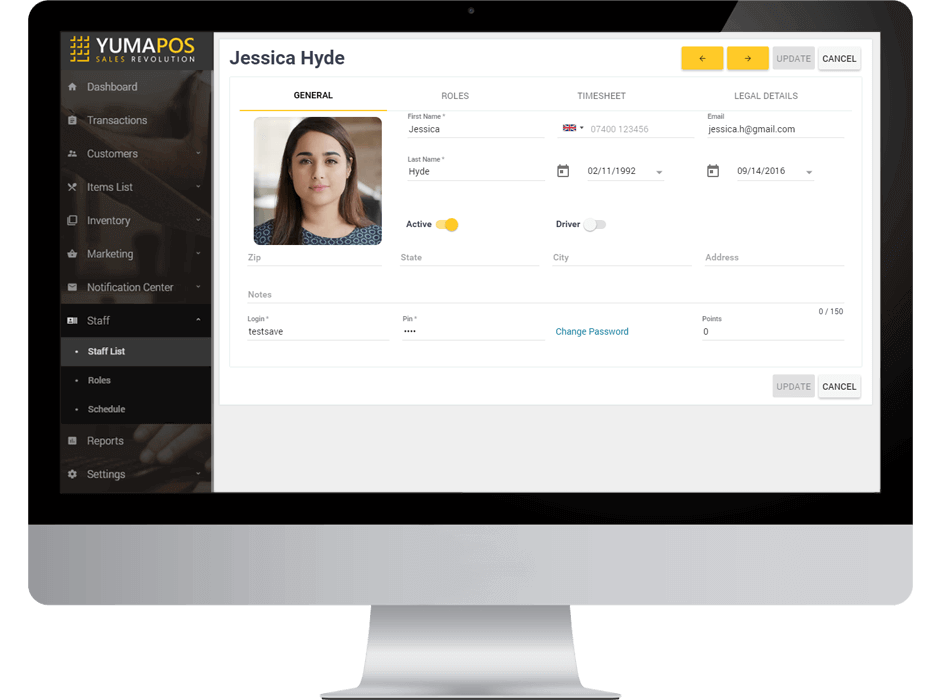 YUMAPOS
SALES REVOLUTION
Dashboard
Transactions
Customers
Items List
Inventory
Marketing
Notification Center
Staff
Staff List
Roles
Schedule
Reports
Settings
Jessica Hyde
UPDATE CANCEL
GENERAL ROLES TIMESHEET LEGAL DETAILS
First Name * Email
Jessica 07400 123456 jessica.h@gmail.com
Last Name *
Hyde 02/11/1992 09/14/2016
Active Driver
Zip State City Address
Notes
0 / 150
Login * Pin * Points
testsave •••• Change Password 0
UPDATE CANCEL